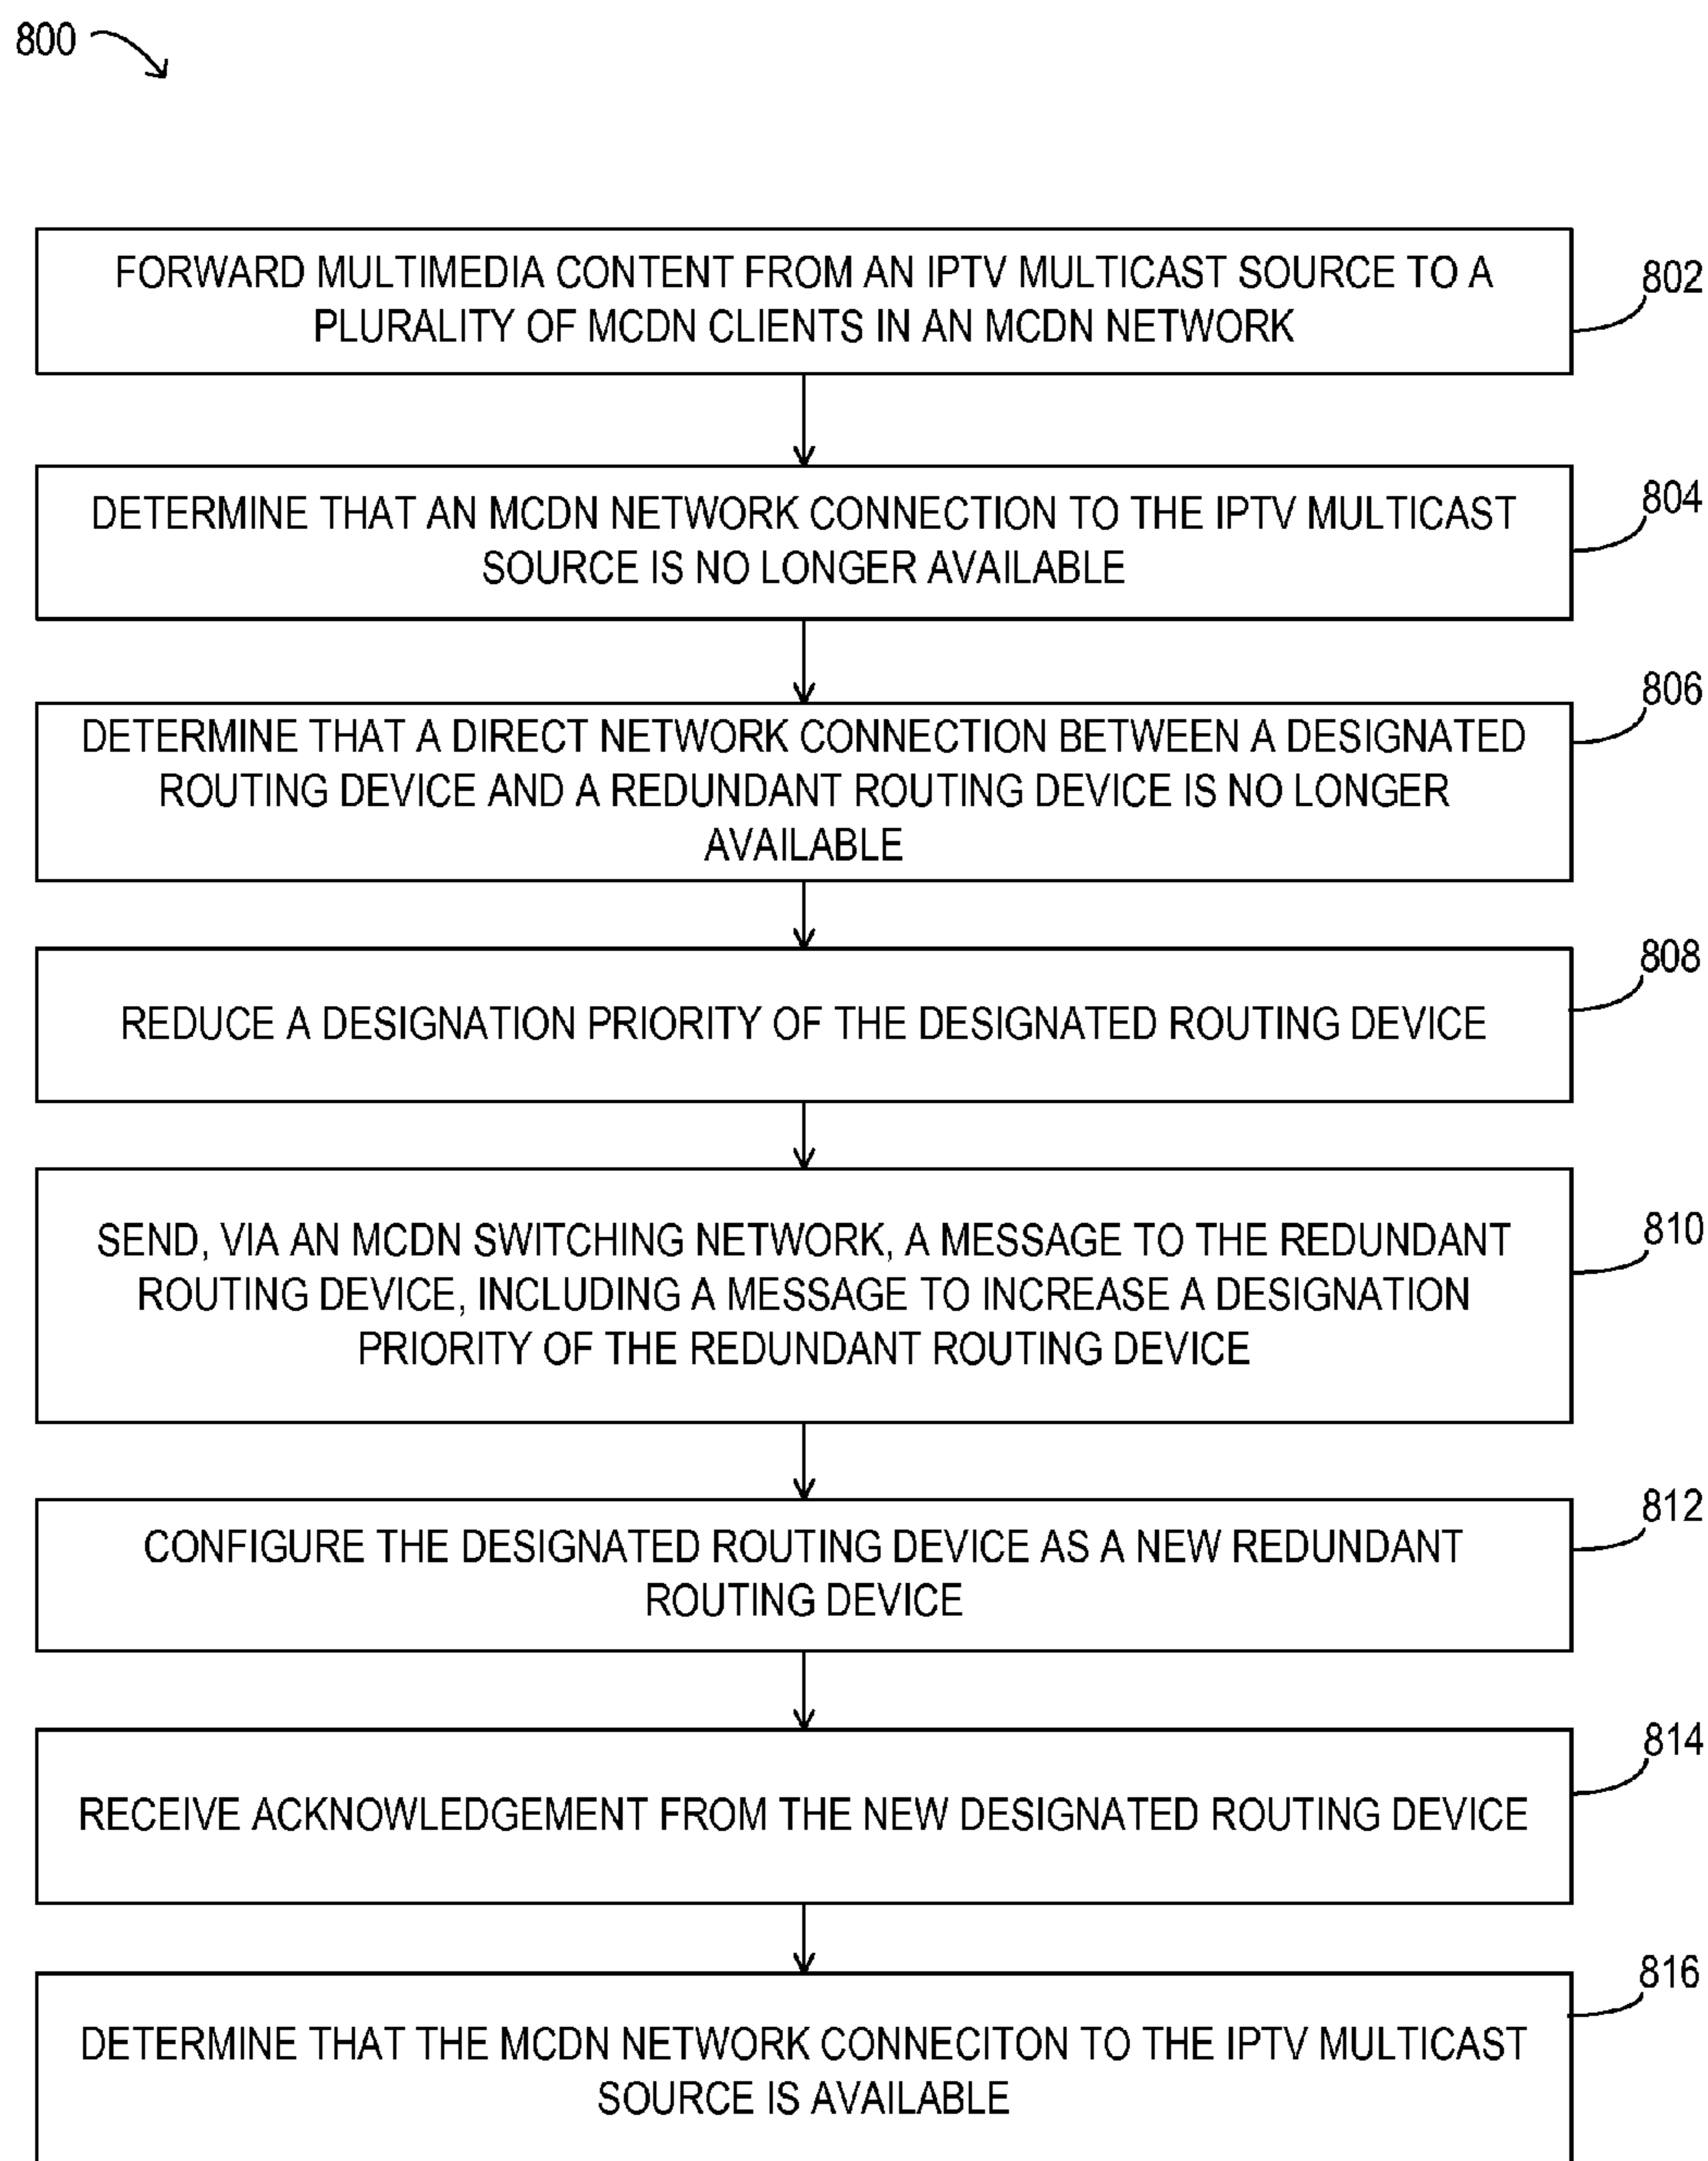 800
FORWARD MULTIMEDIA CONTENT FROM AN IPTV MULTICAST SOURCE TO A
PLURALITY OF MCDN CLIENTS IN AN MCDN NETWORK
802
DETERMINE THAT AN MCDN NETWORK CONNECTION TO THE IPTV MULTICAST
SOURCE IS NO LONGER AVAILABLE
804
DETERMINE THAT A DIRECT NETWORK CONNECTION BETWEEN A DESIGNATED
ROUTING DEVICE AND A REDUNDANT ROUTING DEVICE IS NO LONGER
AVAILABLE
806
REDUCE A DESIGNATION PRIORITY OF THE DESIGNATED ROUTING DEVICE
808
SEND, VIA AN MCDN SWITCHING NETWORK, A MESSAGE TO THE REDUNDANT
ROUTING DEVICE, INCLUDING A MESSAGE TO INCREASE A DESIGNATION
PRIORITY OF THE REDUNDANT ROUTING DEVICE
810
CONFIGURE THE DESIGNATED ROUTING DEVICE AS A NEW REDUNDANT
ROUTING DEVICE
812
RECEIVE ACKNOWLEDGEMENT FROM THE NEW DESIGNATED ROUTING DEVICE
814
DETERMINE THAT THE MCDN NETWORK CONNECITON TO THE IPTV MULTICAST
SOURCE IS AVAILABLE
816